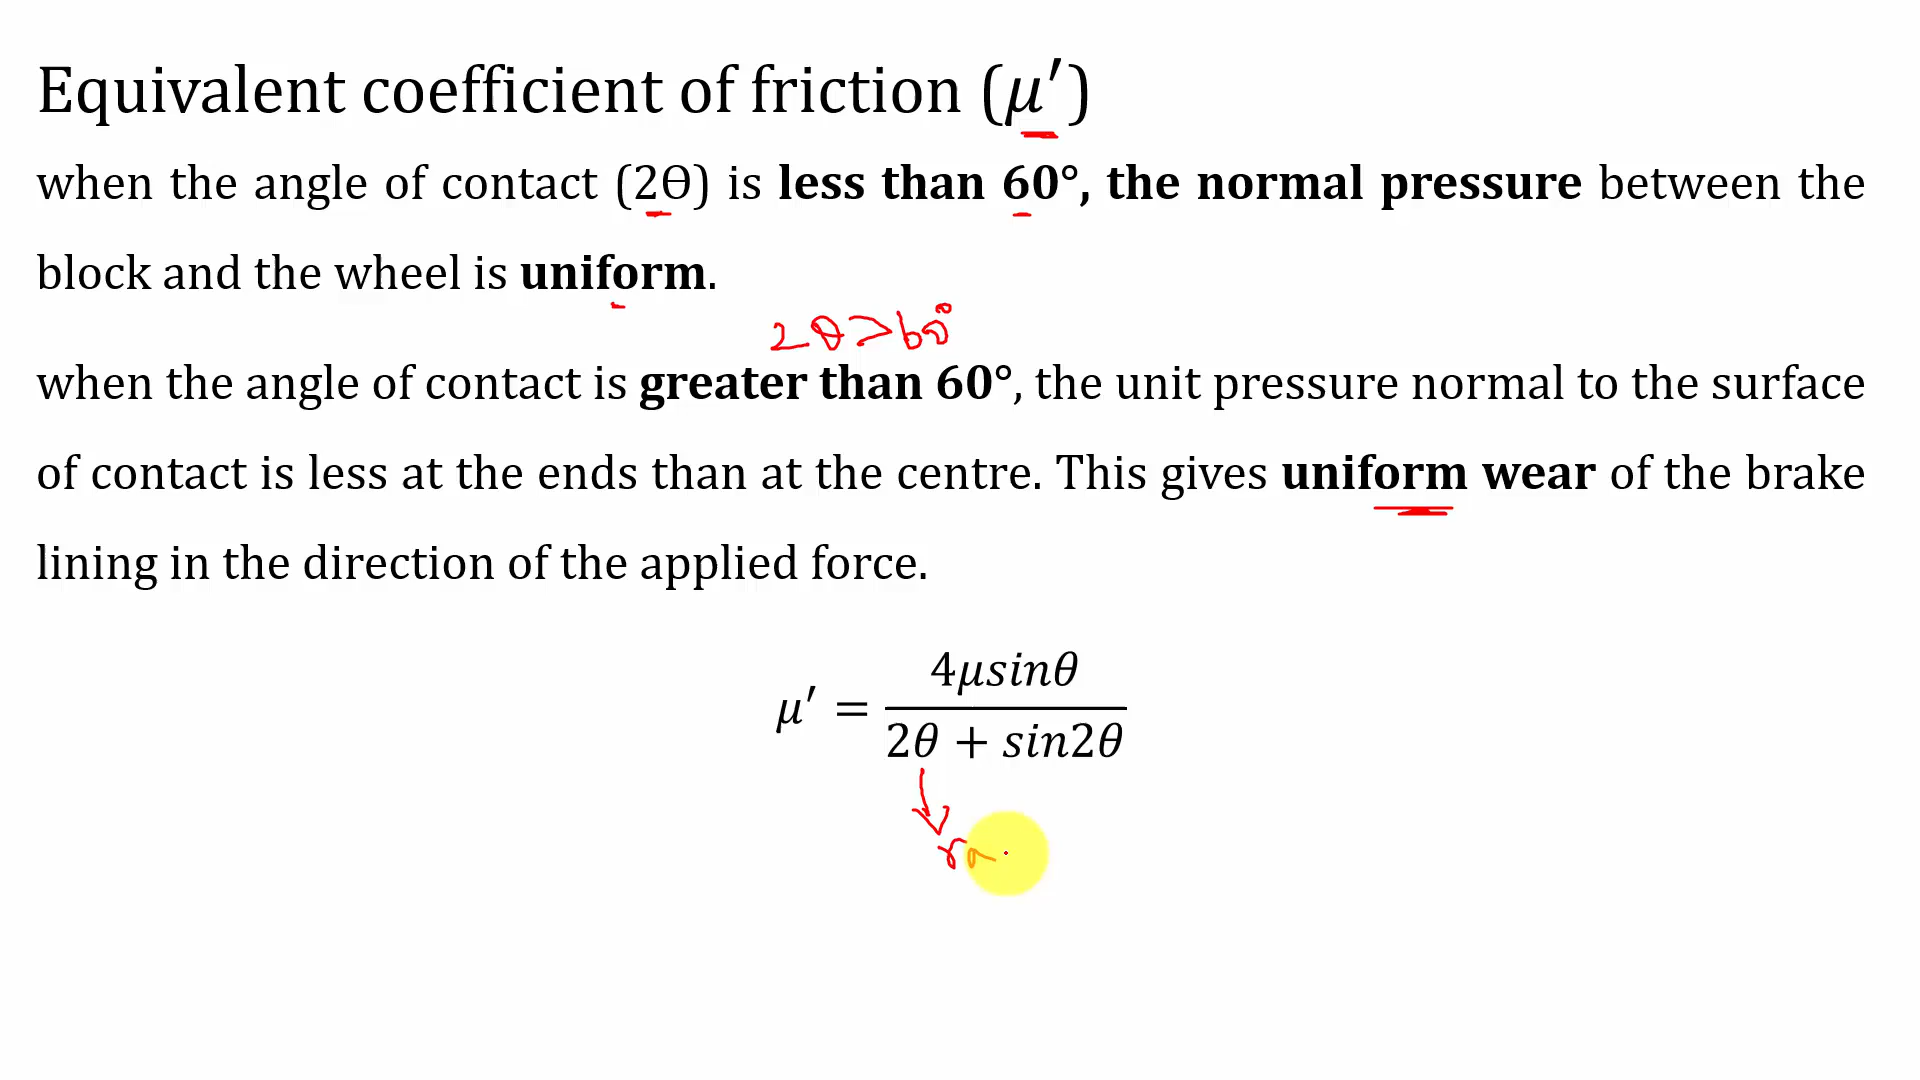 Equivalent coefficient of friction (μ′)
when the angle of contact (2Θ) is less than 60°, the normal pressure between the
block and the wheel is uniform.
2θ>60°
when the angle of contact is greater than 60°, the unit pressure normal to the surface
of contact is less at the ends than at the centre. This gives uniform wear of the brake
lining in the direction of the applied force.
μ′ = 4μsinθ / 2θ + sin2θ
ra